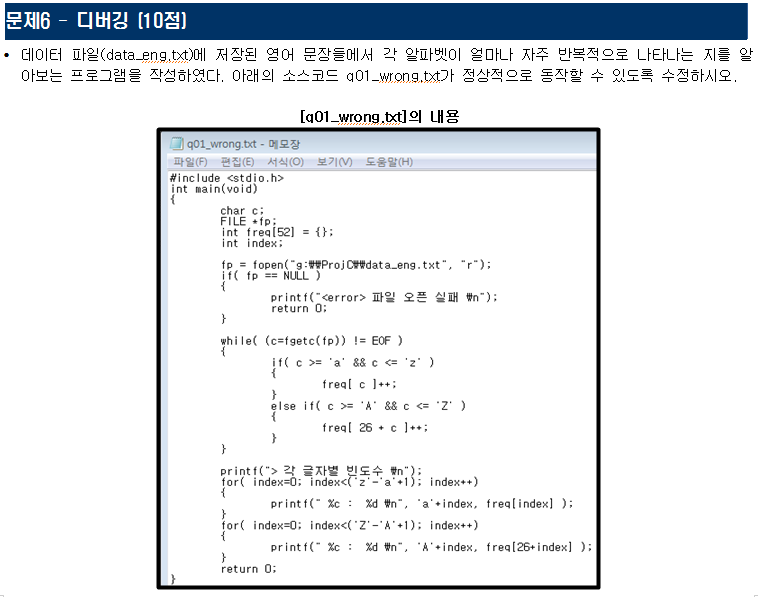 문제6 - 디버깅 (10점)
• 데이터 파일(data_eng.txt)에 저장된 영어 문장들에서 각 알파벳이 얼마나 자주 반복적으로 나타나는 지를 알
아보는 프로그램을 작성하였다. 아래의 소스코드 q01_wrong.txt가 정상적으로 동작할 수 있도록 수정하시오.
[q01_wrong.txt]의 내용
q01_wrong.txt - 메모장
파일(F) 편집(E) 서식(O) 보기(V) 도움말(H)
#include <stdio.h>
int main(void)
{
char c;
FILE *fp;
int freq[52] = {};
int index;
fp = fopen("g:₩₩ProjC₩₩data_eng.txt", "r");
if( fp == NULL )
{
printf("<error> 파일 오픈 실패 ₩n");
return 0;
}
while( (c=fgetc(fp)) != EOF )
{
if( c >= 'a' && c <= 'z' )
{
freq[ c ]++;
}
else if( c >= 'A' && c <= 'Z' )
{
freq[ 26 + c ]++;
}
}
printf("> 각 글자별 빈도수 ₩n");
for( index=0; index<('z'-'a'+1); index++)
{
printf(" %c :  %d ₩n", 'a'+index, freq[index] );
}
for( index=0; index<('Z'-'A'+1); index++)
{
printf(" %c :  %d ₩n", 'A'+index, freq[26+index] );
}
return 0;
}